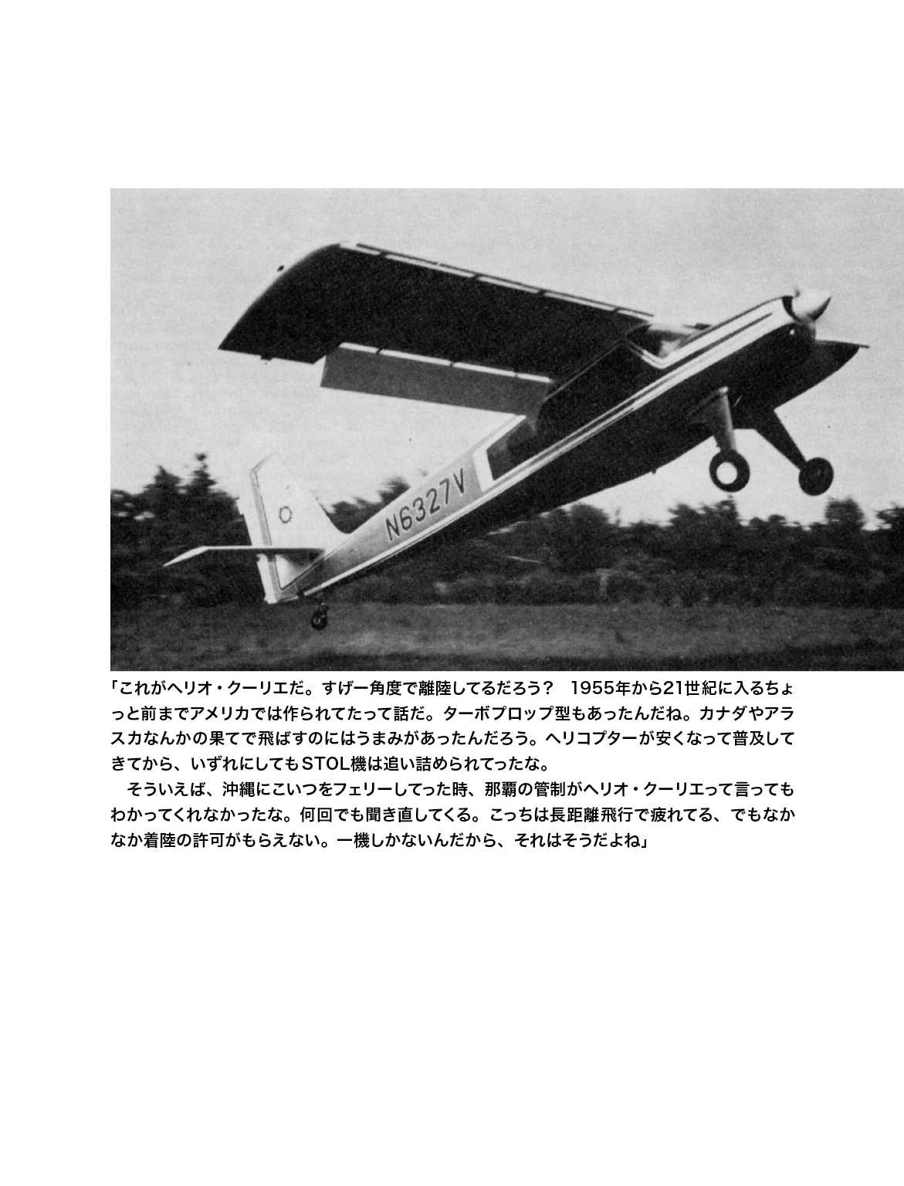 N6327V
「これがヘリオ・クーリエだ。すげー角度で離陸してるだろう？　1955年から21世紀に入るちょ
っと前までアメリカでは作られてたって話だ。ターボプロップ型もあったんだね。カナダやアラ
スカなんかの果てで飛ばすのにはうまみがあったんだろう。ヘリコプターが安くなって普及して
きてから、いずれにしてもSTOL機は追い詰められてったな。
　そういえば、沖縄にこいつをフェリーしてった時、那覇の管制がヘリオ・クーリエって言っても
わかってくれなかったな。何回でも聞き直してくる。こっちは長距離飛行で疲れてる、でもなか
なか着陸の許可がもらえない。一機しかないんだから、それはそうだよね」